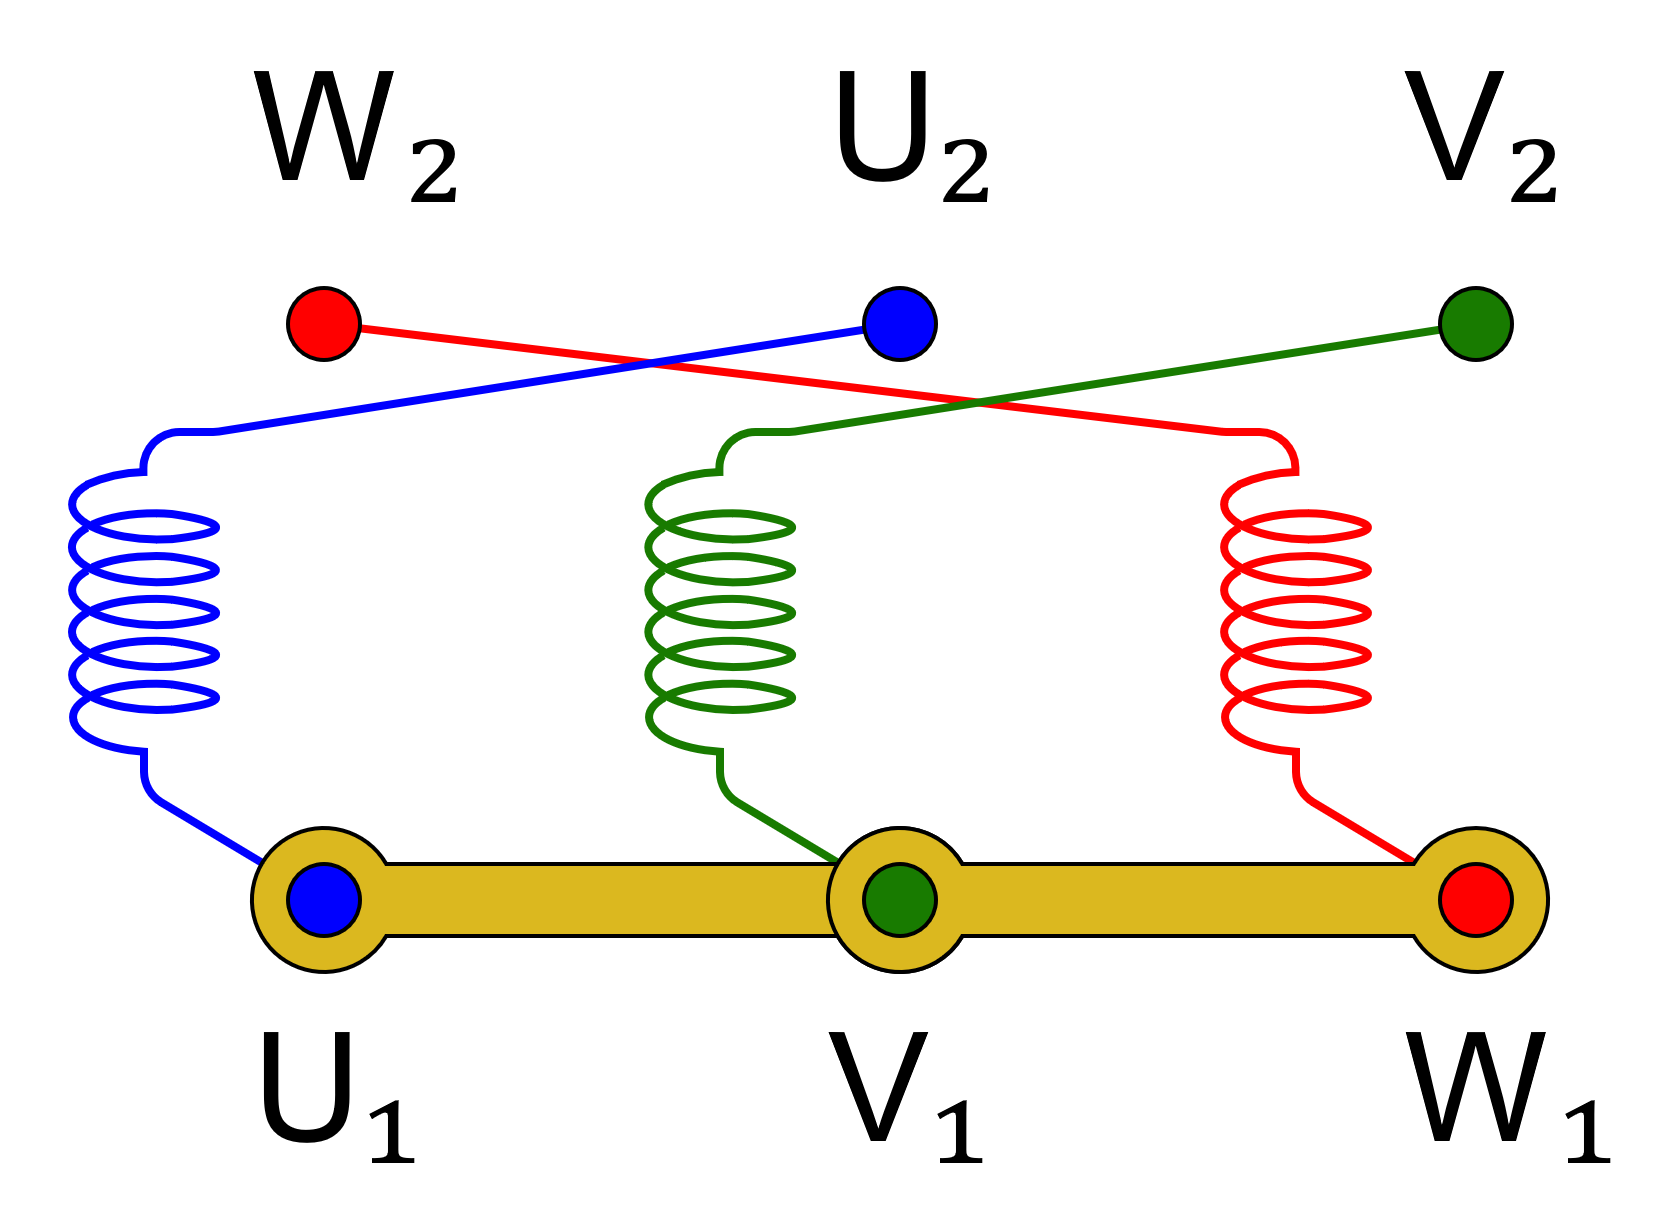 W₂ U₂ V₂
U₁ V₁ W₁